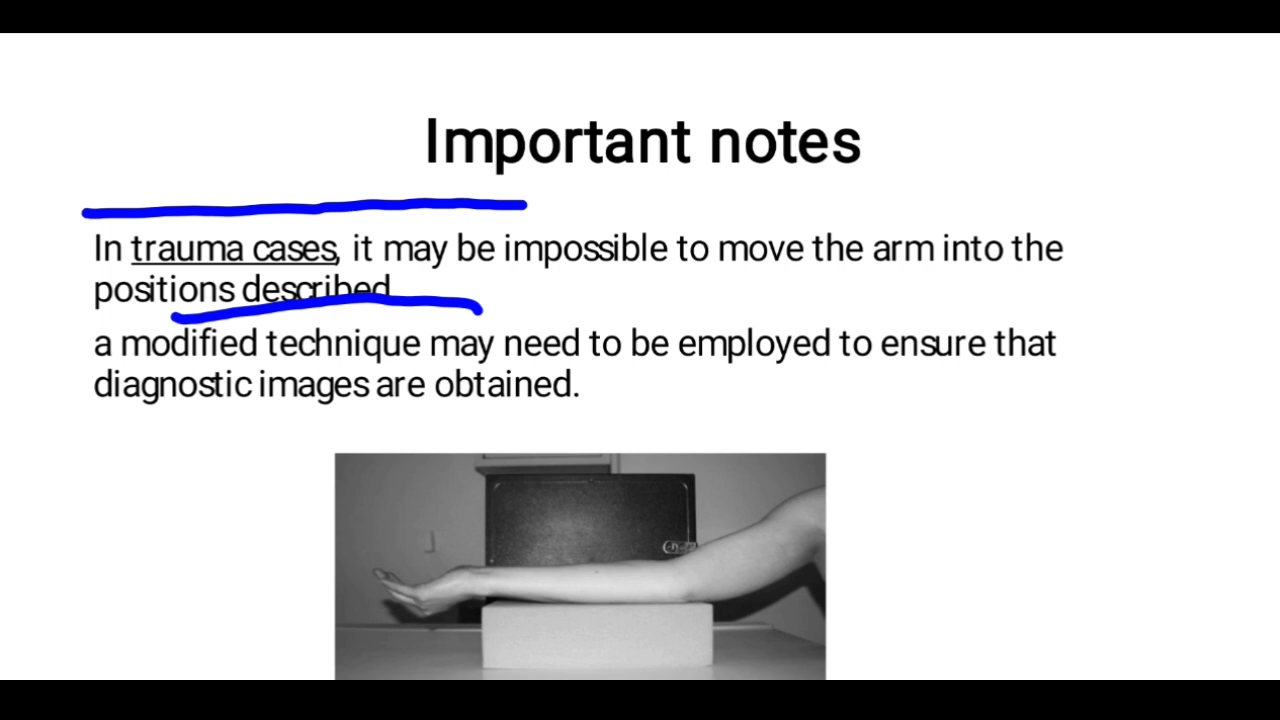 Important notes
In trauma cases, it may be impossible to move the arm into the
positions described
a modified technique may need to be employed to ensure that
diagnostic images are obtained.